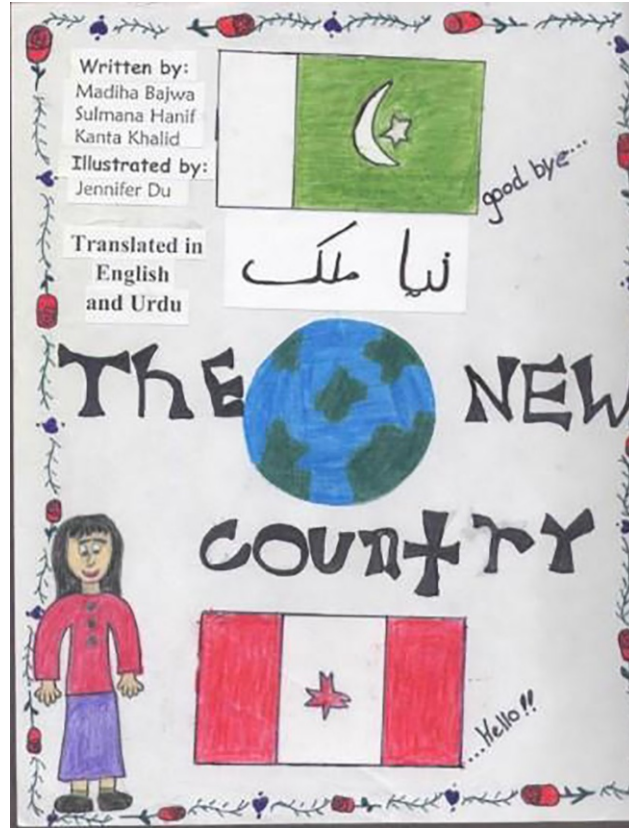 Written by:
Madiha Bajwa
Sulmana Hanif
Kanta Khalid
Illustrated by:
Jennifer Du
good bye...
Translated in
English
and Urdu
نیا ملک
THE NEW
COUNTRY
...Hello!!